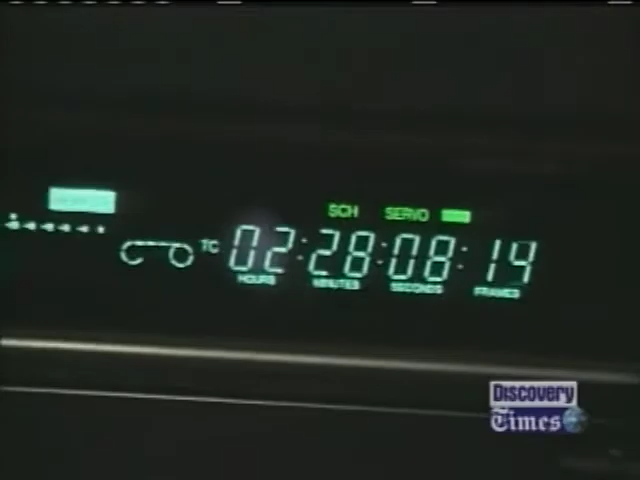 SCH SERVO
TC 02:28:08:14
HOURS MINUTES SECONDS FRAMES
Discovery
Times